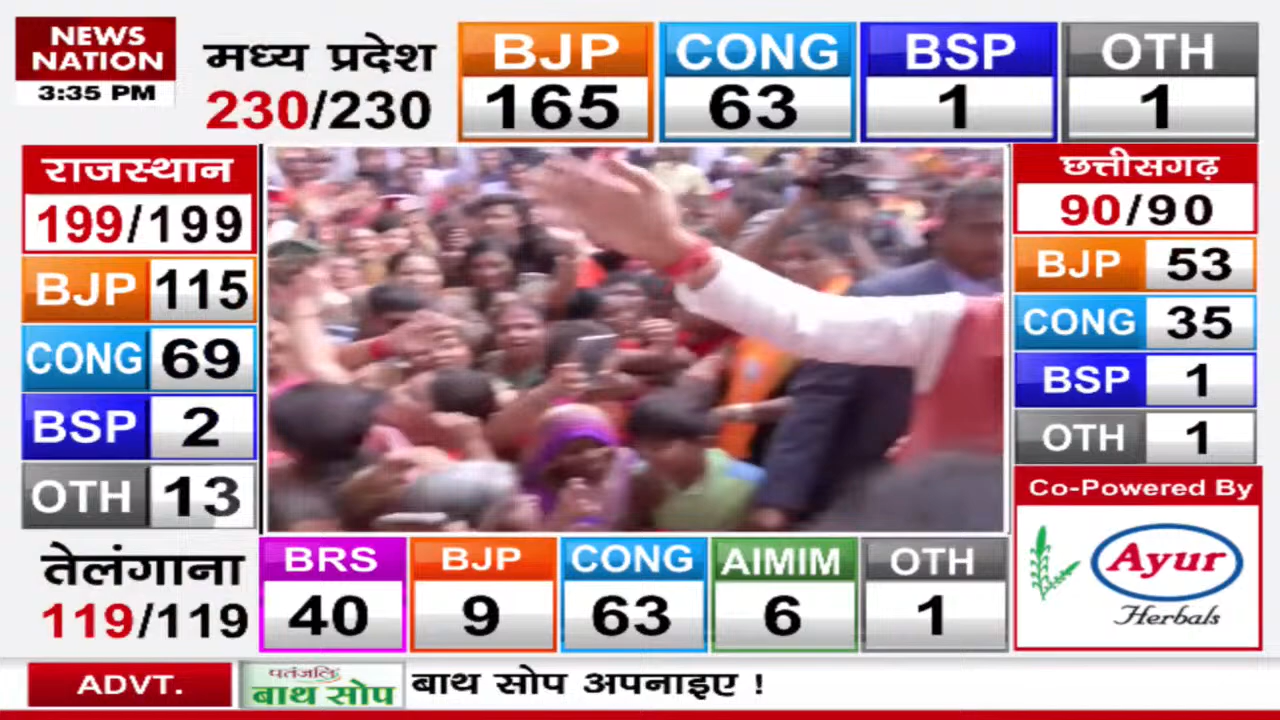 NEWS
NATION
3:35 PM
मध्य प्रदेश
230/230
BJP
165
CONG
63
BSP
1
OTH
1
राजस्थान
199/199
BJP 115
CONG 69
BSP 2
OTH 13
छत्तीसगढ़
90/90
BJP 53
CONG 35
BSP 1
OTH 1
Co-Powered By
Ayur
Herbals
तेलंगाना
119/119
BRS
40
BJP
9
CONG
63
AIMIM
6
OTH
1
ADVT.
पतंजलि
बाथ सोप
बाथ सोप अपनाइए !